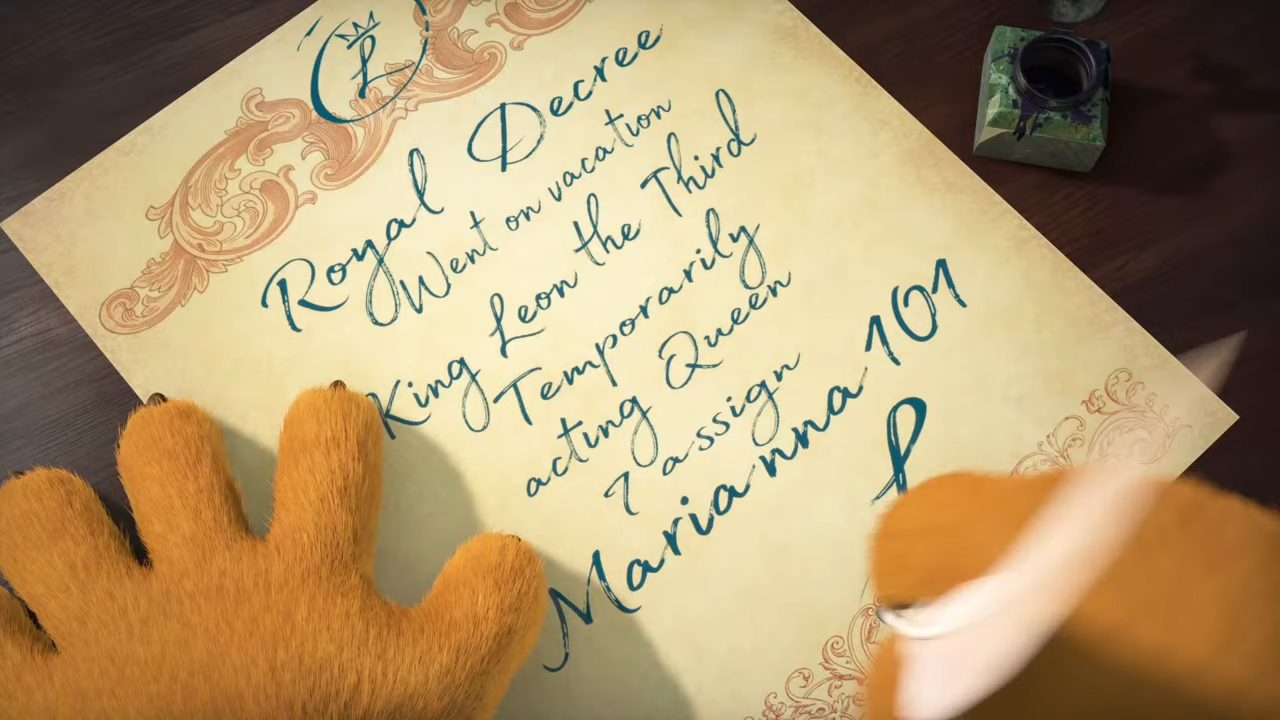 Royal Decree
Went on vacation
King Leon the Third
Temporarily
acting Queen
I assign
Marianna 101